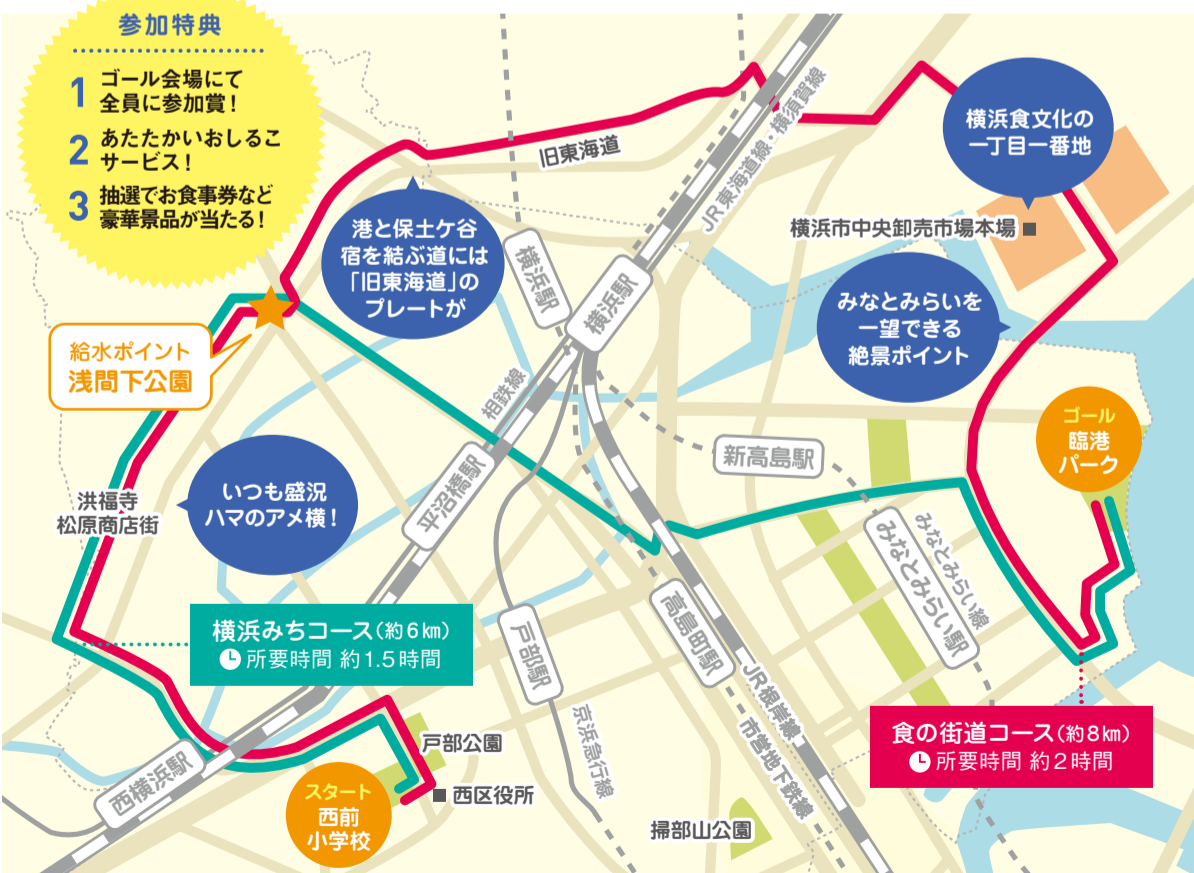 参加特典
1 ゴール会場にて
全員に参加賞!
2 あたたかいおしるこ
サービス!
3 抽選でお食事券など
豪華景品が当たる!
旧東海道
JR東海道線・横須賀線
横浜食文化の
一丁目一番地
横浜市中央卸売市場本場
港と保土ケ谷
宿を結ぶ道には
「旧東海道」の
プレートが
横浜駅
横浜駅
みなとみらいを
一望できる
絶景ポイント
給水ポイント
浅間下公園
相鉄線
平沼橋駅
新高島駅
ゴール
臨港
パーク
洪福寺
松原商店街
いつも盛況
ハマのアメ横!
みなとみらい線
みなとみらい駅
高島町駅
戸部駅
横浜みちコース(約6km)
所要時間 約1.5時間
JR根岸線
市営地下鉄線
京浜急行線
食の街道コース(約8km)
所要時間 約2時間
西横浜駅
戸部公園
西区役所
スタート
西前
小学校
掃部山公園